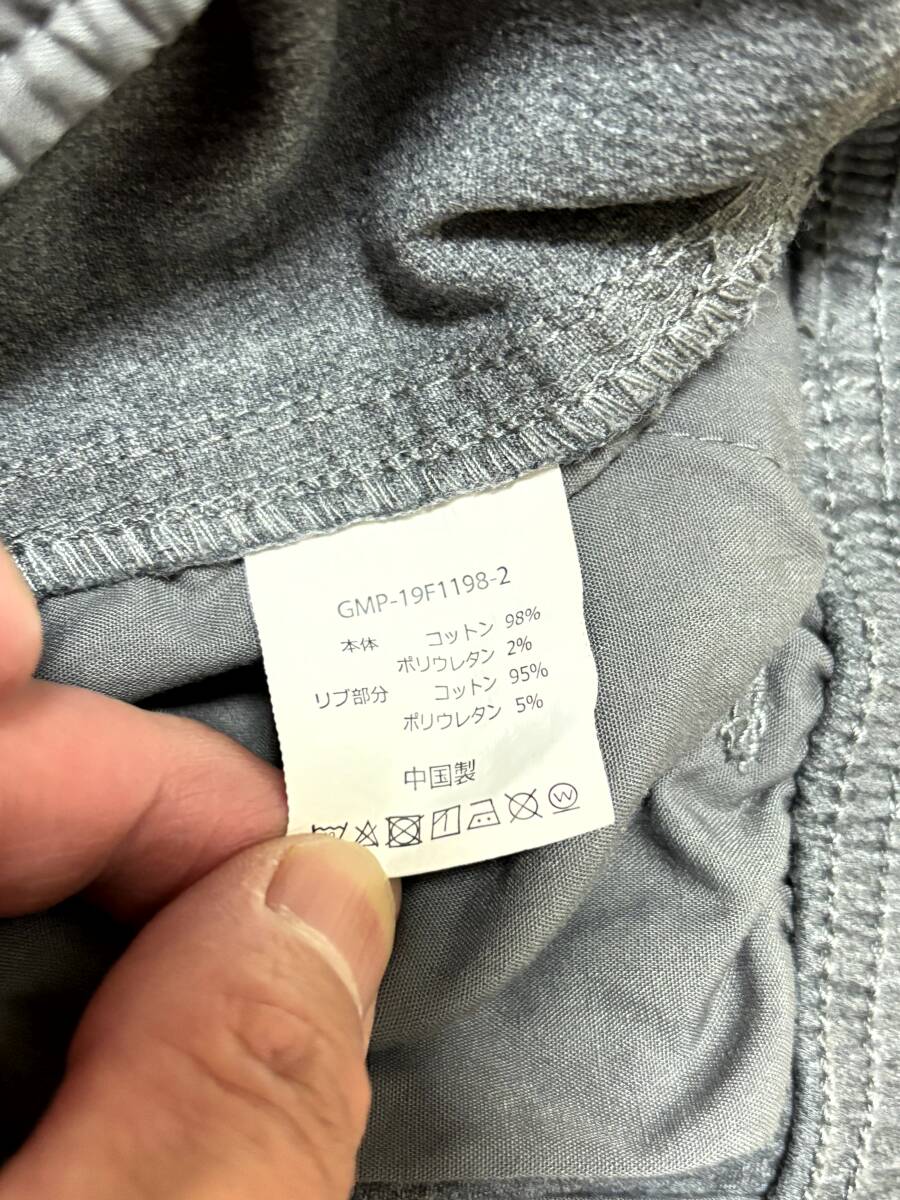 GMP-19F1198-2
本体 コットン 98%
ポリウレタン 2%
リブ部分 コットン 95%
ポリウレタン 5%
中国製
W